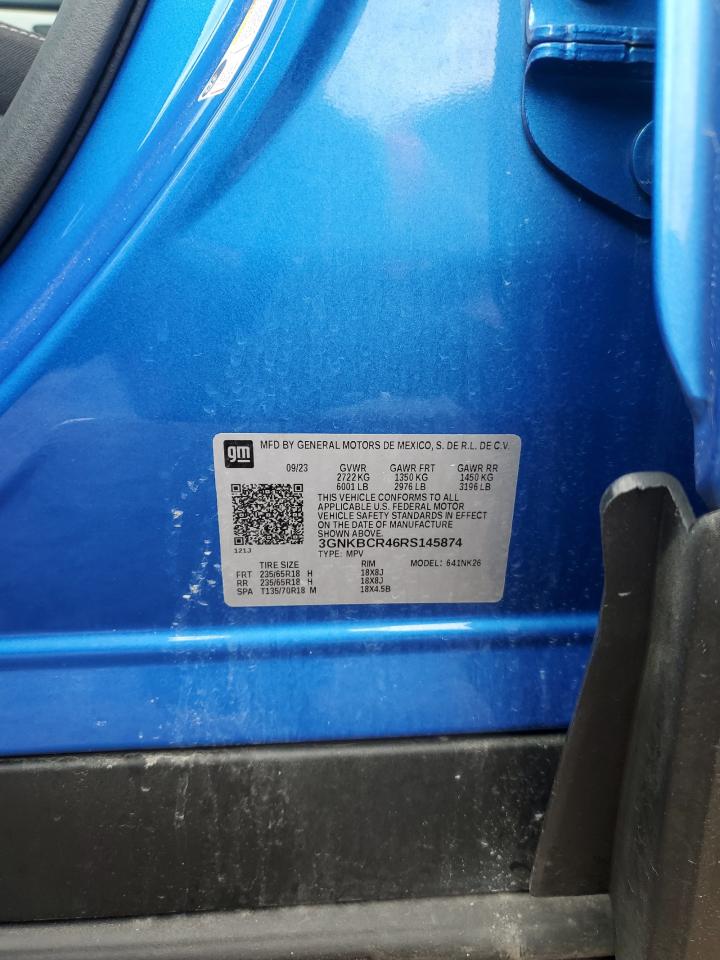 gm MFD BY GENERAL MOTORS DE MEXICO, S. DE R.L. DE C.V.
09/23 GVWR GAWR FRT GAWR RR
2722 KG 1350 KG 1450 KG
6001 LB 2976 LB 3196 LB
THIS VEHICLE CONFORMS TO ALL
APPLICABLE U.S. FEDERAL MOTOR
VEHICLE SAFETY STANDARDS IN EFFECT
ON THE DATE OF MANUFACTURE
SHOWN ABOVE.
3GNKBCR46RS145874
121J TYPE: MPV
TIRE SIZE RIM MODEL: 641NK26
FRT 235/65R18 H 18X8J
RR 235/65R18 H 18X8J
SPA T135/70R18 M 18X4.5B